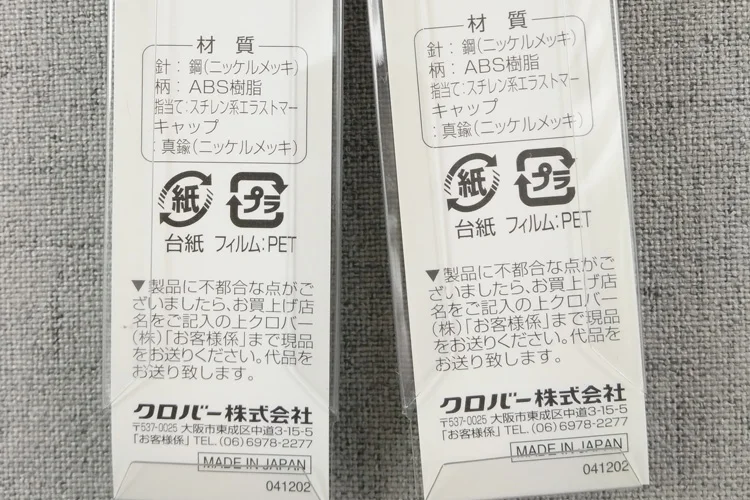 材質
針：鋼(ニッケルメッキ)
柄：ABS樹脂
指当て：スチレン系エラストマー
キャップ
：真鍮(ニッケルメッキ)
紙 プラ
台紙 フィルム：PET
▼製品に不都合な点がご
ざいましたら、お買上げ店
名をご記入の上クロバー
(株)「お客様係」まで現品
をお送りください。代品を
お送り致します。
クロバー株式会社
〒537-0025 大阪市東成区中道3-15-5
「お客様係」TEL.(06)6978-2277
MADE IN JAPAN
041202
材質
針：鋼(ニッケルメッキ)
柄：ABS樹脂
指当て：スチレン系エラストマー
キャップ
：真鍮(ニッケルメッキ)
紙 プラ
台紙 フィルム：PET
▼製品に不都合な点がご
ざいましたら、お買上げ店
名をご記入の上クロバー
(株)「お客様係」まで現品
をお送りください。代品を
お送り致します。
クロバー株式会社
〒537-0025 大阪市東成区中道3-15-5
「お客様係」TEL.(06)6978-2277
MADE IN JAPAN
041202